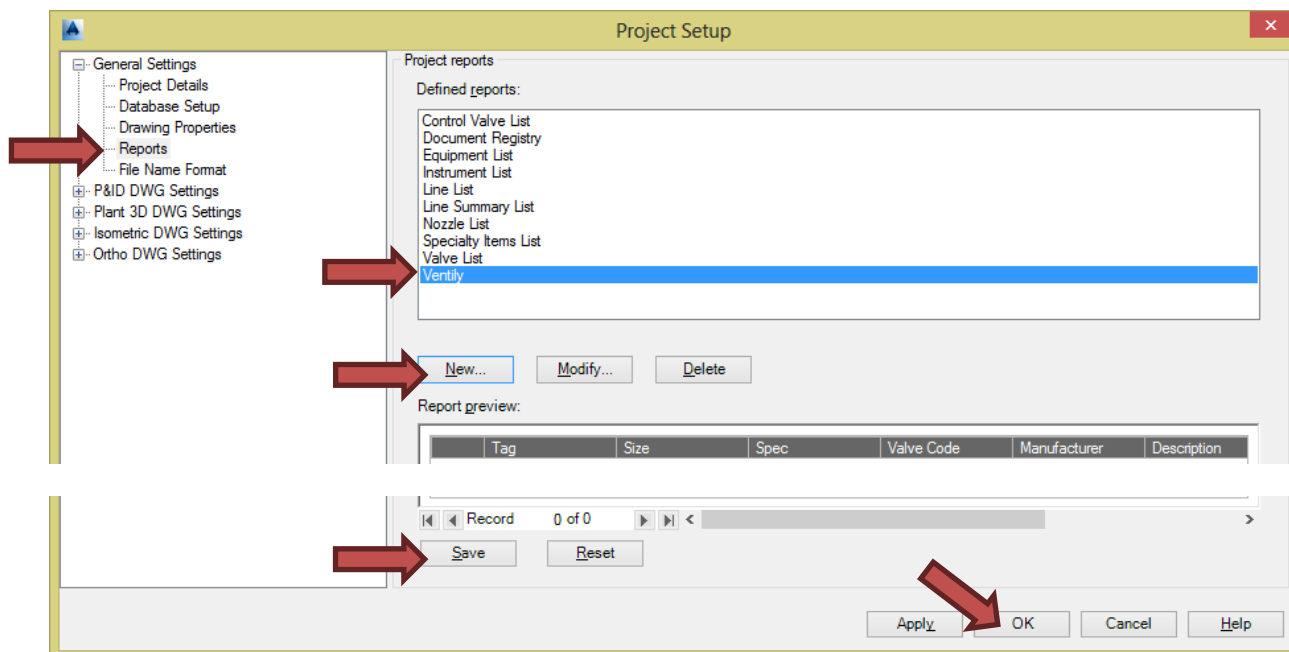 Project Setup
General Settings
Project Details
Database Setup
Drawing Properties
Reports
File Name Format
P&ID DWG Settings
Plant 3D DWG Settings
Isometric DWG Settings
Ortho DWG Settings
Project reports
Defined reports:
Control Valve List
Document Registry
Equipment List
Instrument List
Line List
Line Summary List
Nozzle List
Specialty Items List
Valve List
Ventily
New... Modify... Delete
Report preview:
Tag Size Spec Valve Code Manufacturer Description
Record 0 of 0
Save Reset
Apply OK Cancel Help